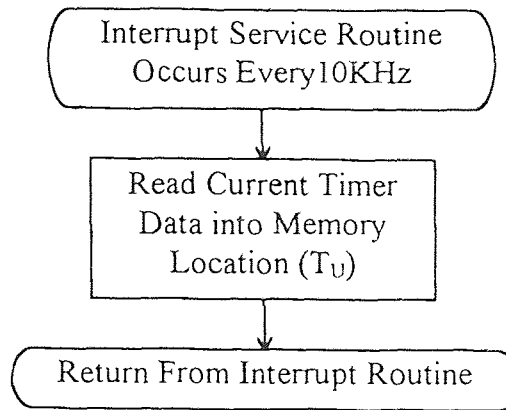 Interrupt Service Routine
Occurs Every10KHz
Read Current Timer
Data into Memory
Location (TU)
Return From Interrupt Routine